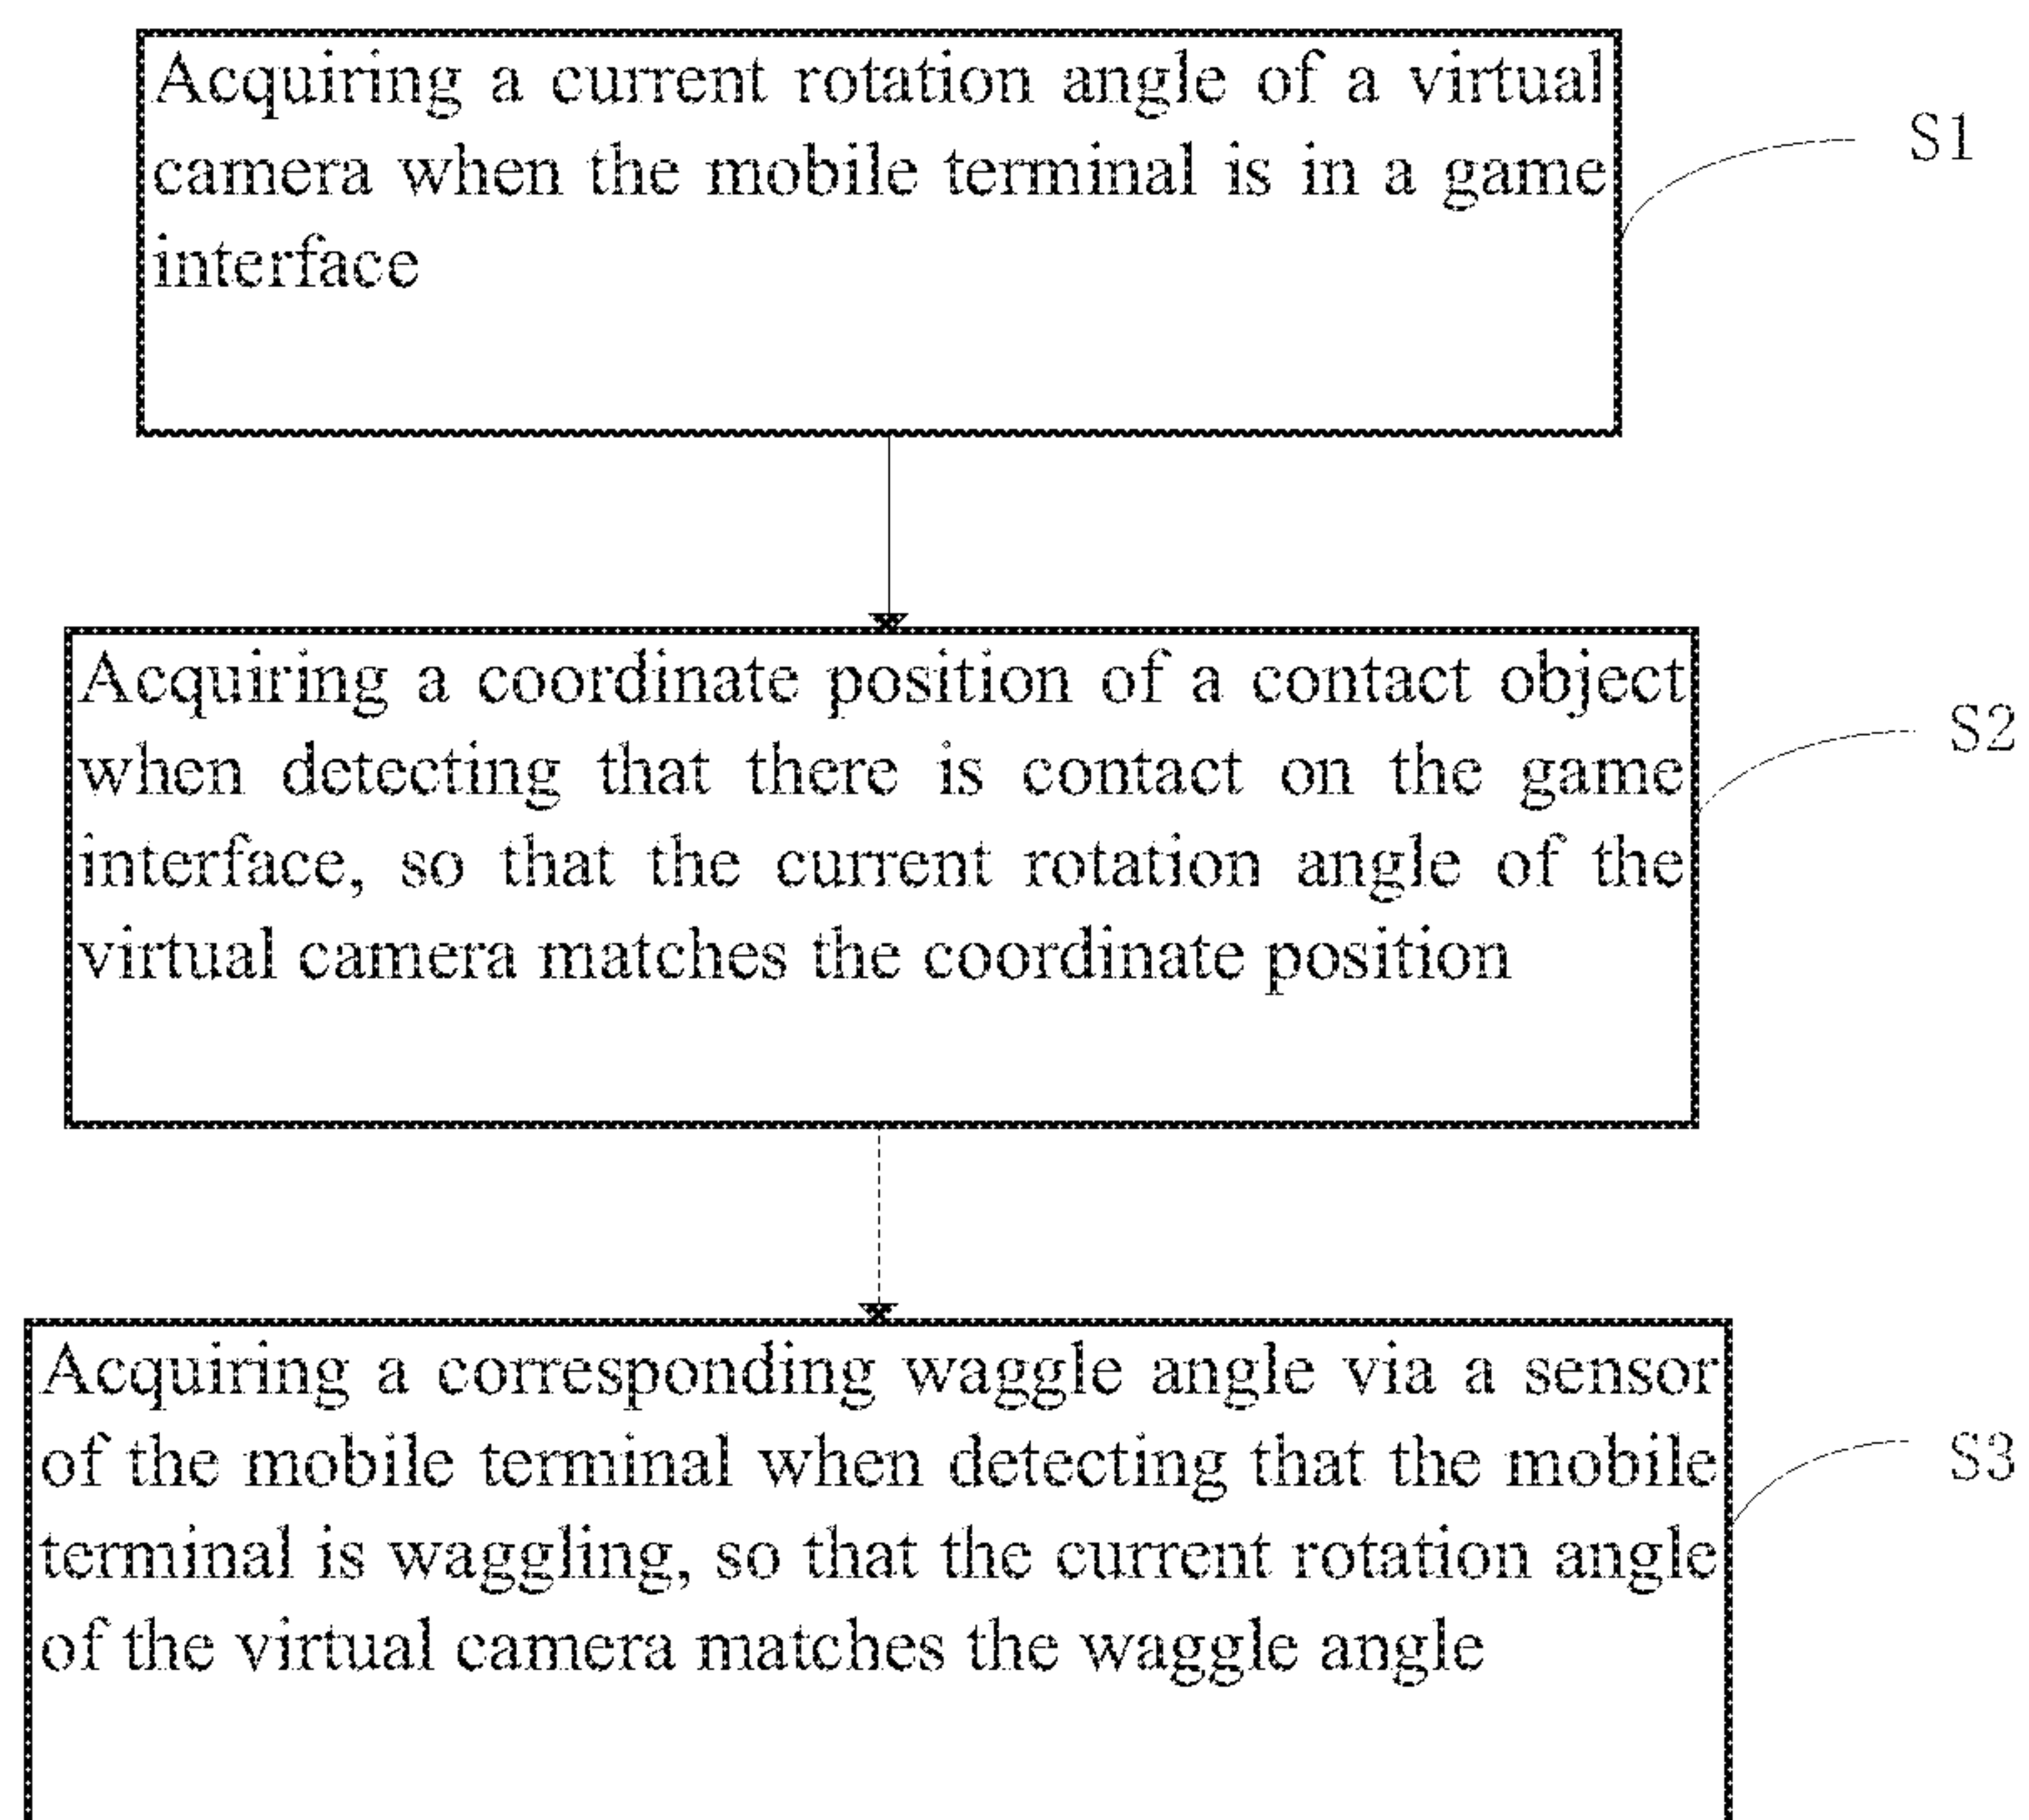 Acquiring a current rotation angle of a virtual
camera when the mobile terminal is in a game
interface
S1
Acquiring a coordinate position of a contact object
when detecting that there is contact on the game
interface, so that the current rotation angle of the
virtual camera matches the coordinate position
S2
Acquiring a corresponding waggle angle via a sensor
of the mobile terminal when detecting that the mobile
terminal is waggling, so that the current rotation angle
of the virtual camera matches the waggle angle
S3